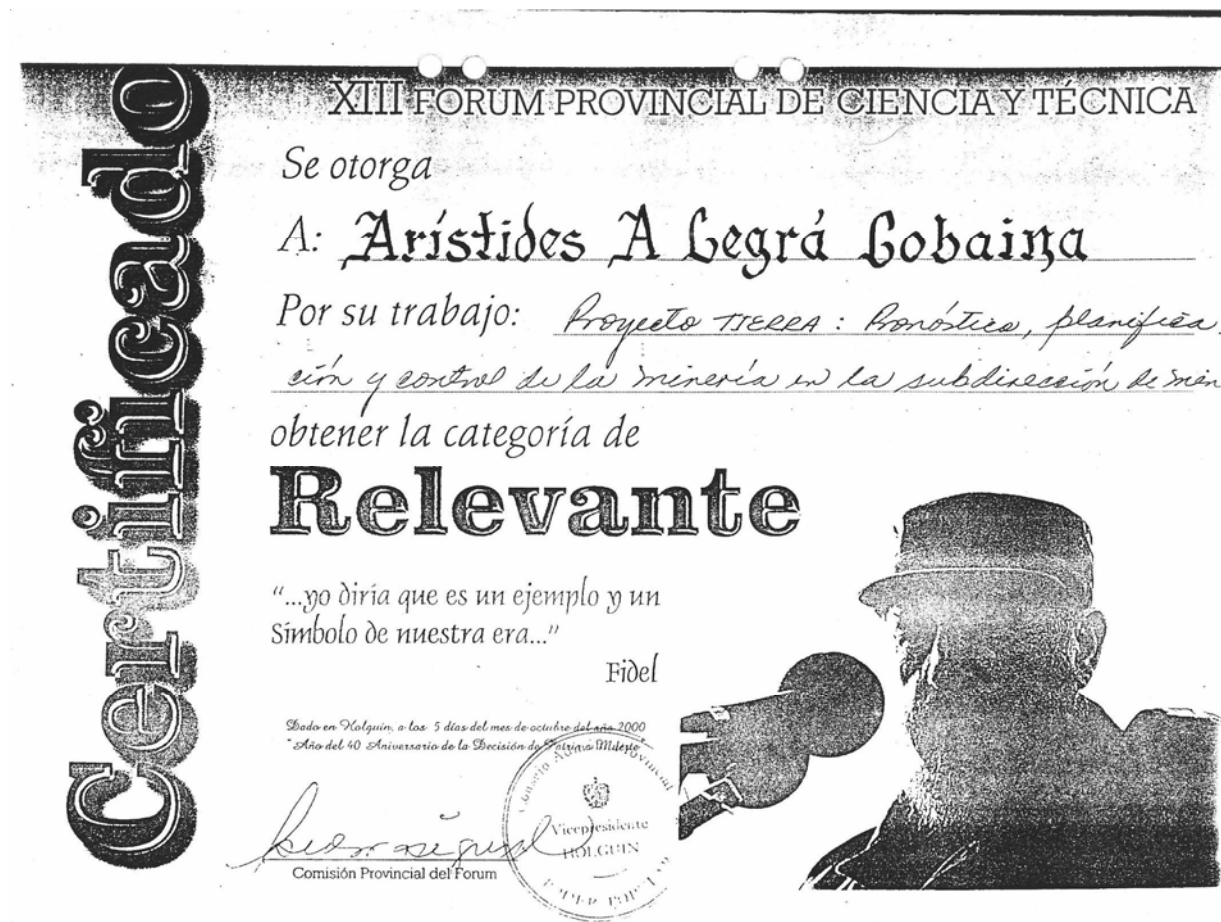 Certificado
XIII FORUM PROVINCIAL DE CIENCIA Y TÉCNICA
Se otorga
A: Arístides A Legrá Lobaina
Por su trabajo: Proyecto TIERRA: Pronóstico, planifica
ción y control de la minería en la subdirección de min
obtener la categoría de
Relevante
"...yo diría que es un ejemplo y un
Símbolo de nuestra era..."
Fidel
Dado en Holguín, a los 5 días del mes de octubre del año 2000
"Año del 40 Aniversario de la Decisión de Patria o Muerte"
Vicepresidente
HOLGUIN
Comisión Provincial del Forum